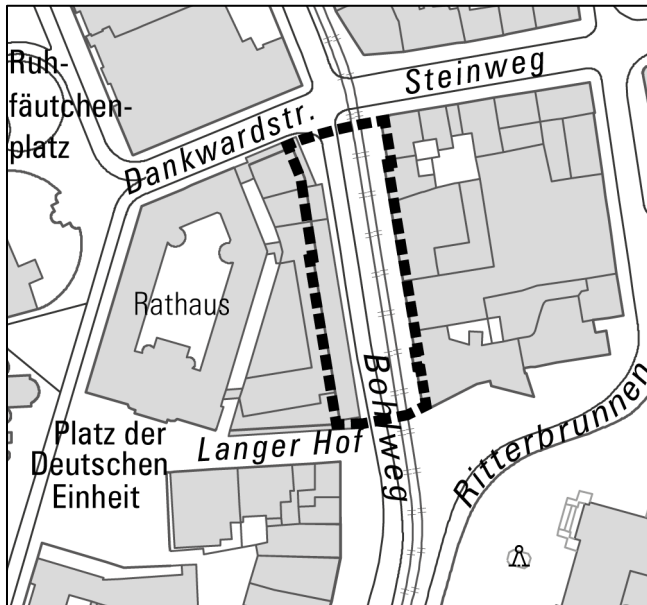 Ruh-
fäutchen-
platz
Steinweg
Dankwardstr.
Rathaus
Bohlweg
Platz der
Deutschen
Einheit
Langer Hof
Ritterbrunnen